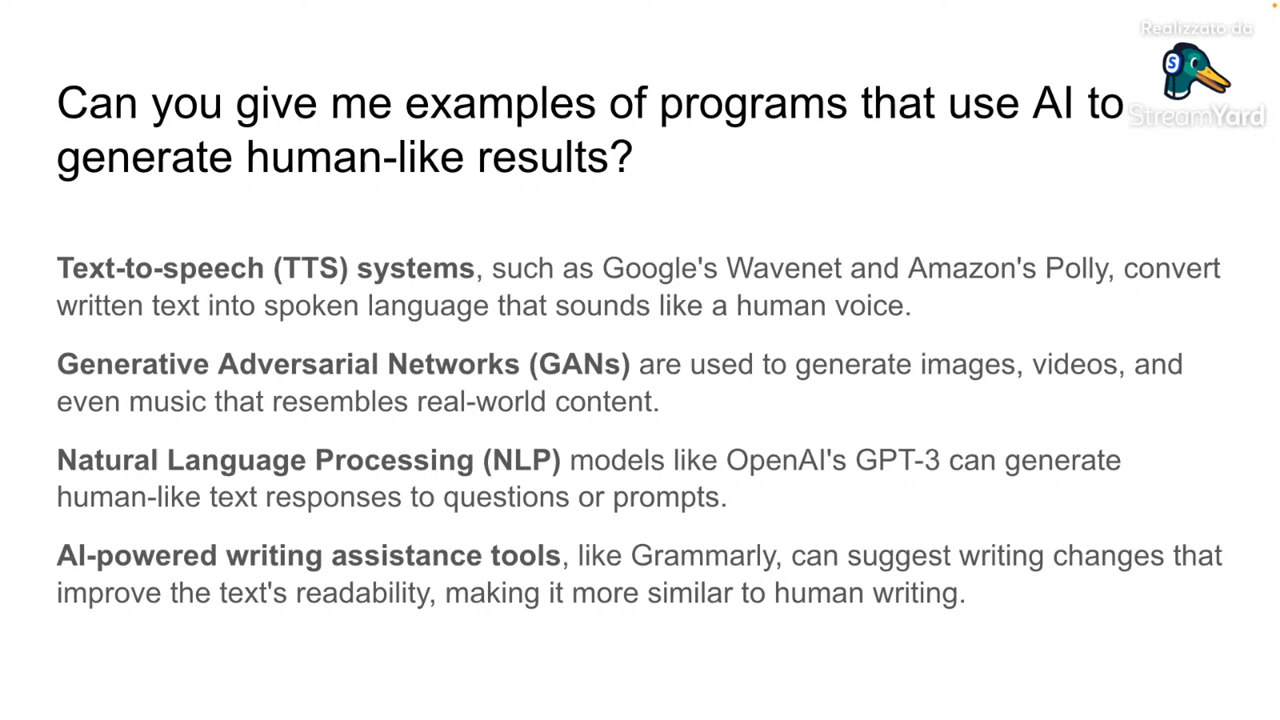 Realizzato da
StreamYard
Can you give me examples of programs that use AI to
generate human-like results?
Text-to-speech (TTS) systems, such as Google's Wavenet and Amazon's Polly, convert
written text into spoken language that sounds like a human voice.
Generative Adversarial Networks (GANs) are used to generate images, videos, and
even music that resembles real-world content.
Natural Language Processing (NLP) models like OpenAI's GPT-3 can generate
human-like text responses to questions or prompts.
AI-powered writing assistance tools, like Grammarly, can suggest writing changes that
improve the text's readability, making it more similar to human writing.